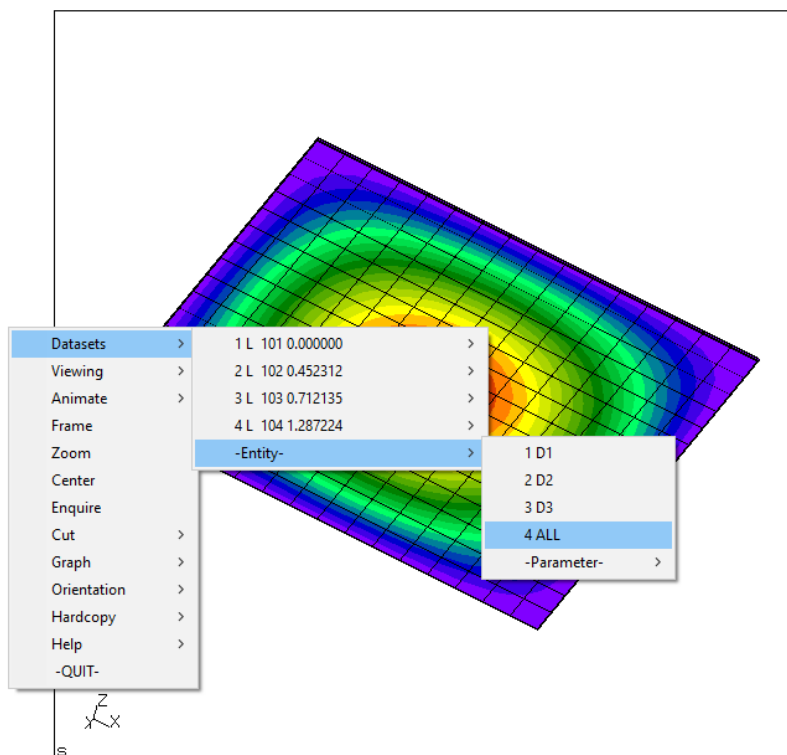 Datasets
Viewing
Animate
Frame
Zoom
Center
Enquire
Cut
Graph
Orientation
Hardcopy
Help
-QUIT-
1 L 101 0.000000
2 L 102 0.452312
3 L 103 0.712135
4 L 104 1.287224
-Entity-
1 D1
2 D2
3 D3
4 ALL
-Parameter-
Z
X